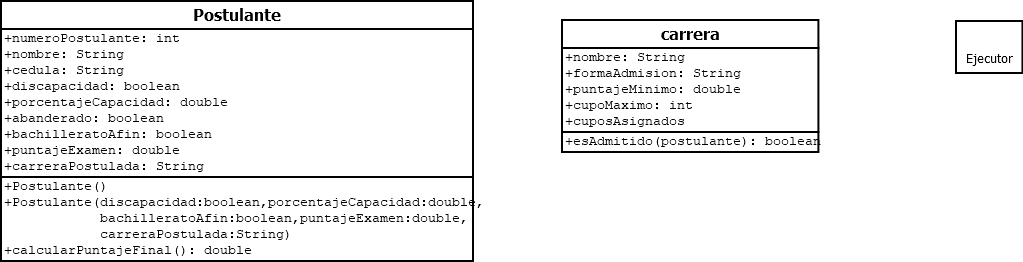 Postulante
+numeroPostulante: int
+nombre: String
+cedula: String
+discapacidad: boolean
+porcentajeCapacidad: double
+abanderado: boolean
+bachilleratoAfin: boolean
+puntajeExamen: double
+carreraPostulada: String
+Postulante()
+Postulante(discapacidad:boolean,porcentajeCapacidad:double,
bachilleratoAfin:boolean,puntajeExamen:double,
carreraPostulada:String)
+calcularPuntajeFinal(): double
carrera
+nombre: String
+formaAdmision: String
+puntajeMinimo: double
+cupoMaximo: int
+cuposAsignados
+esAdmitido(postulante): boolean
Ejecutor